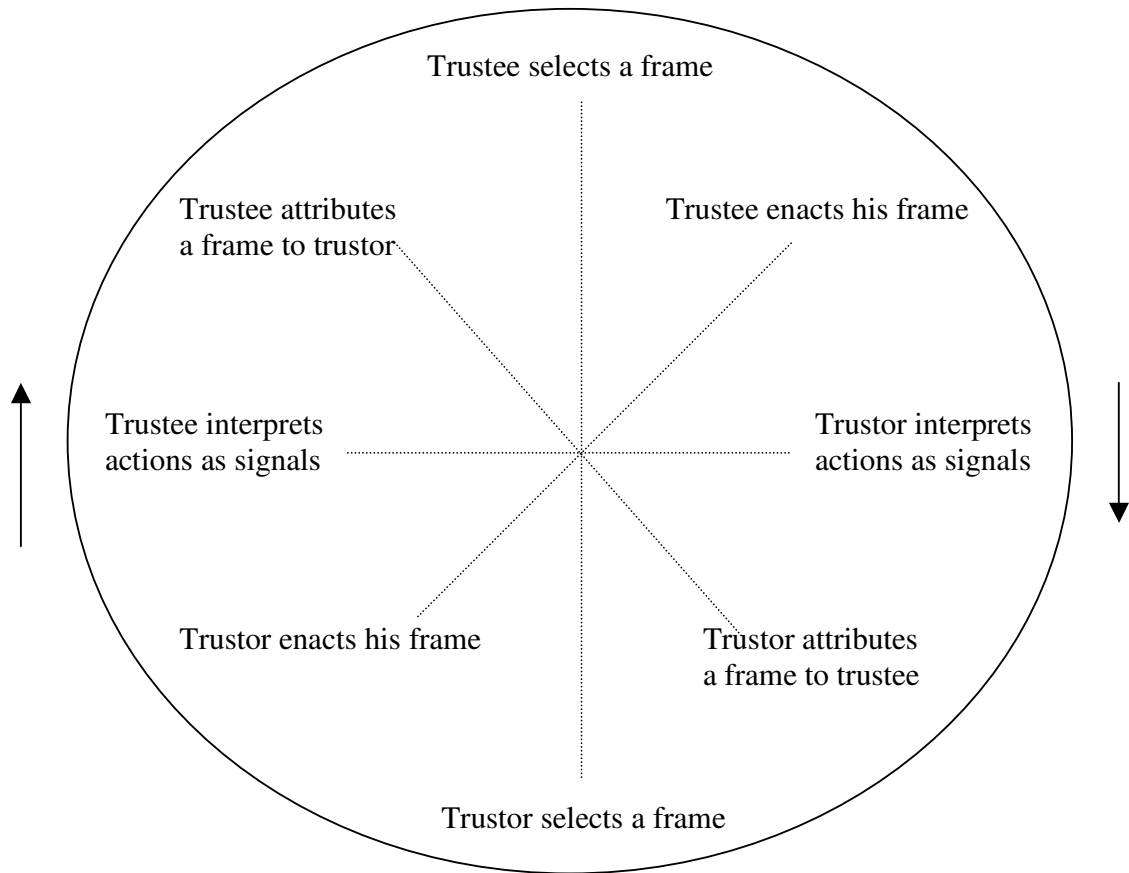 Trustee selects a frame
Trustee attributes
a frame to trustor
Trustee enacts his frame
Trustee interprets
actions as signals
Trustor interprets
actions as signals
Trustor enacts his frame
Trustor attributes
a frame to trustee
Trustor selects a frame